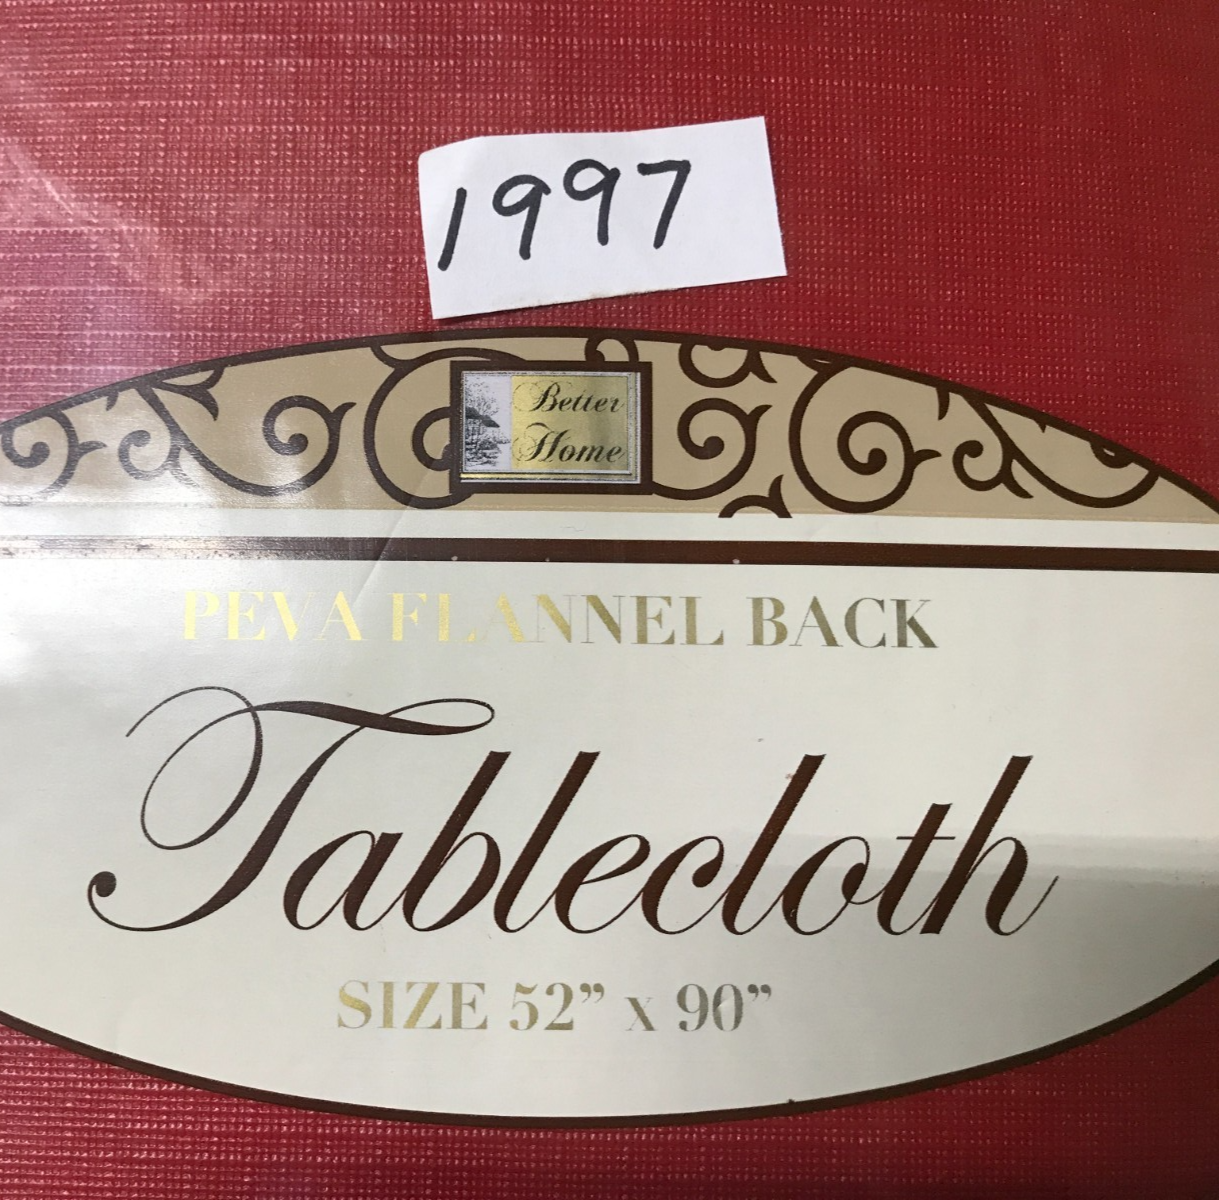 1997
Better
Home
PEVA FLANNEL BACK
Tablecloth
SIZE 52” x 90”